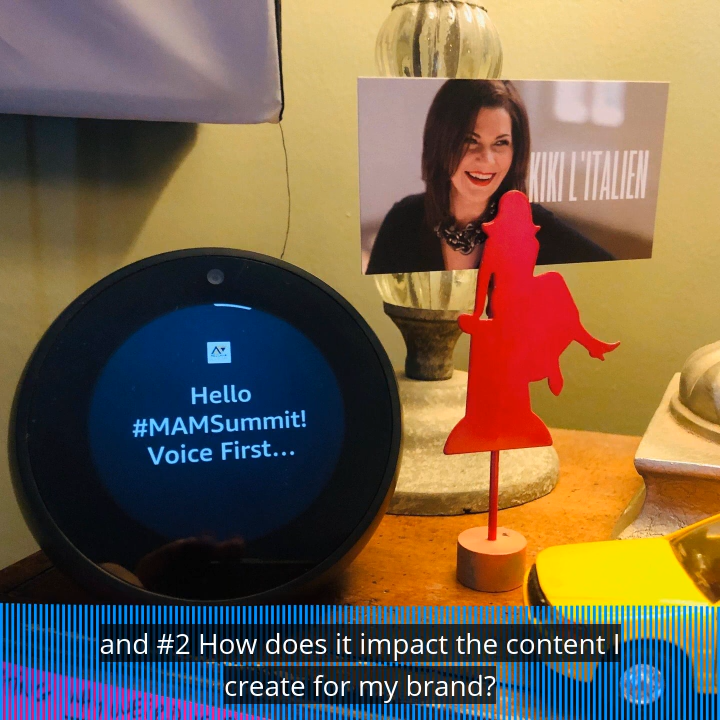 KIKI L'ITALIEN
Hello
#MAMSummit!
Voice First...
and #2 How does it impact the content I
create for my brand?